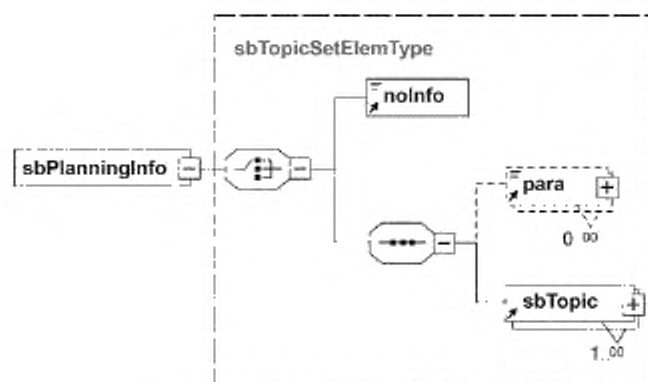 sbTopicSetElemType
noInfo
sbPlanningInfo
para
0 ∞
sbTopic
1..∞